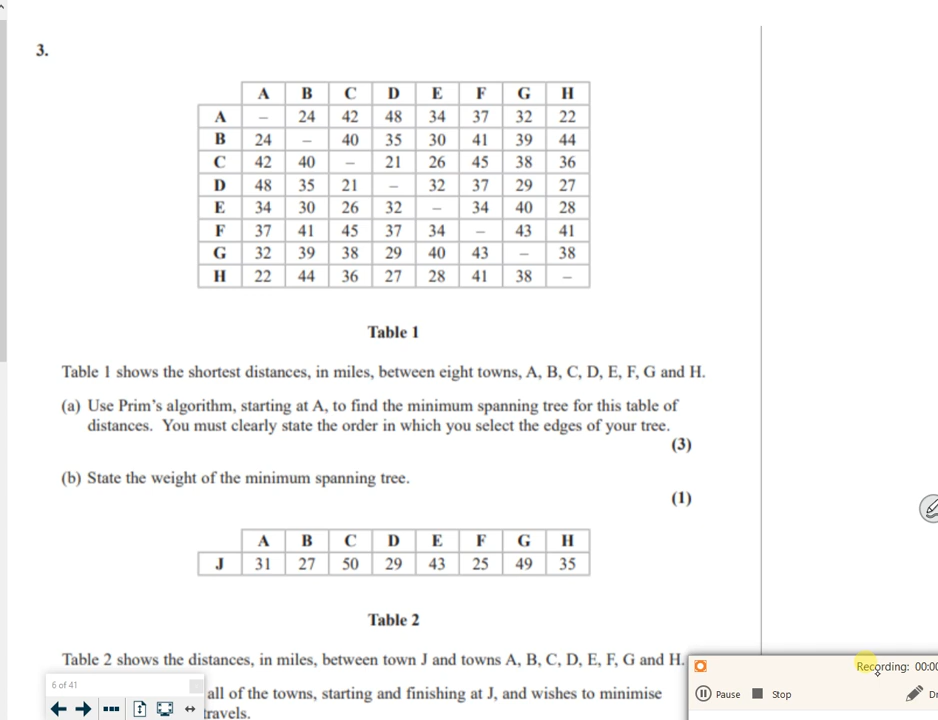 3.
A B C D E F G H
A – 24 42 48 34 37 32 22
B 24 – 40 35 30 41 39 44
C 42 40 – 21 26 45 38 36
D 48 35 21 – 32 37 29 27
E 34 30 26 32 – 34 40 28
F 37 41 45 37 34 – 43 41
G 32 39 38 29 40 43 – 38
H 22 44 36 27 28 41 38 –
Table 1
Table 1 shows the shortest distances, in miles, between eight towns, A, B, C, D, E, F, G and H.
(a) Use Prim's algorithm, starting at A, to find the minimum spanning tree for this table of
distances. You must clearly state the order in which you select the edges of your tree.
(3)
(b) State the weight of the minimum spanning tree.
(1)
A B C D E F G H
J 31 27 50 29 43 25 49 35
Table 2
Table 2 shows the distances, in miles, between town J and towns A, B, C, D, E, F, G and H.
all of the towns, starting and finishing at J, and wishes to minimise
travels.
6 of 41
Recording: 00:00
Pause Stop